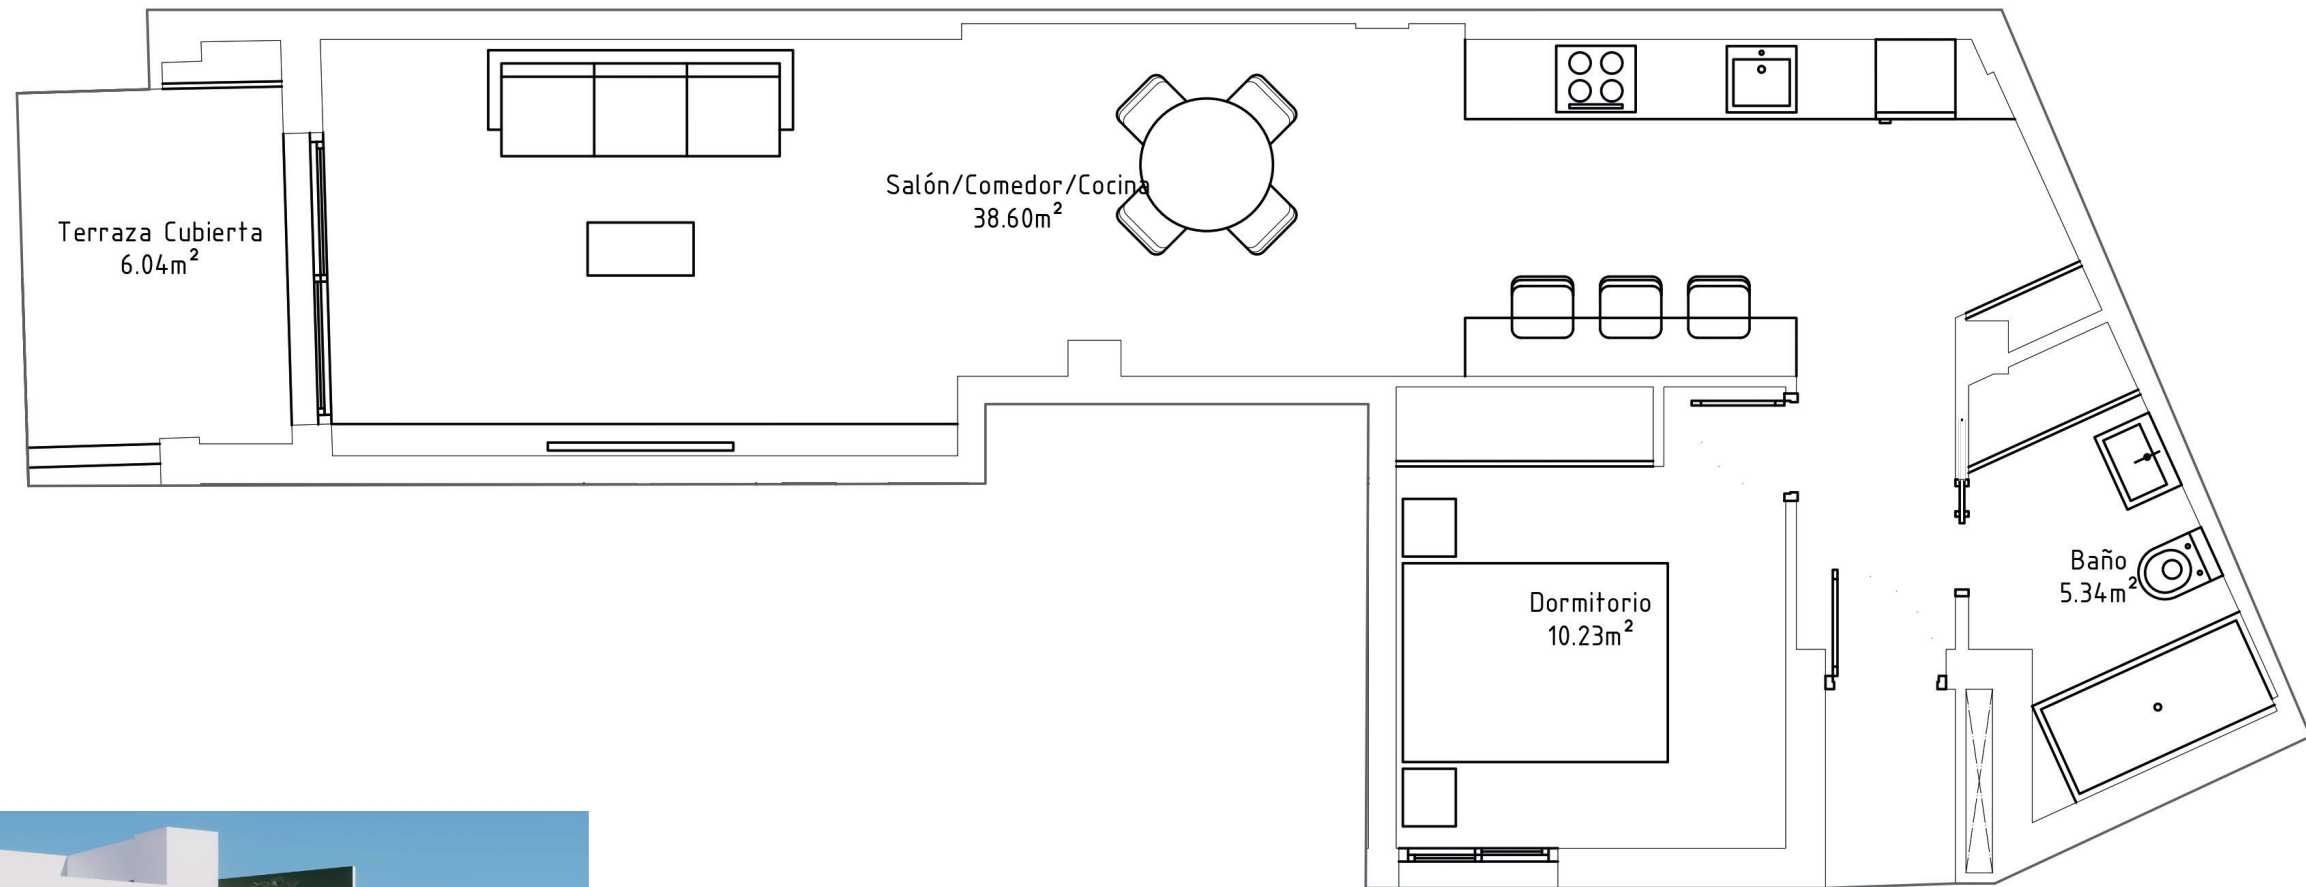 Salón/Comedor/Cocina
38.60m²
Terraza Cubierta
6.04m²
Baño
5.34m²
Dormitorio
10.23m²